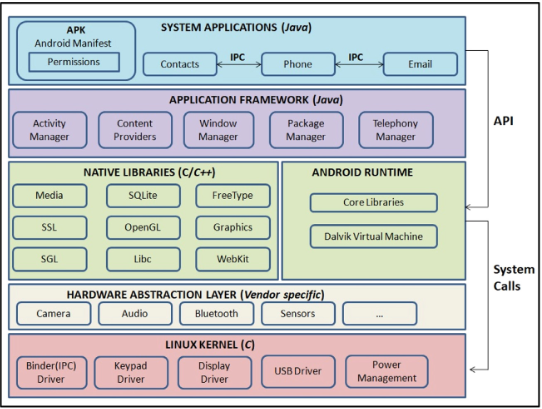 SYSTEM APPLICATIONS (Java)
APK
Android Manifest
Permissions
Contacts
IPC
Phone
IPC
Email
API
APPLICATION FRAMEWORK (Java)
Activity
Manager
Content
Providers
Window
Manager
Package
Manager
Telephony
Manager
NATIVE LIBRARIES (C/C++)
Media
SQLite
FreeType
SSL
OpenGL
Graphics
SGL
Libc
WebKit
ANDROID RUNTIME
Core Libraries
Dalvik Virtual Machine
System
Calls
HARDWARE ABSTRACTION LAYER (Vendor specific)
Camera
Audio
Bluetooth
Sensors
...
LINUX KERNEL (C)
Binder(IPC)
Driver
Keypad
Driver
Display
Driver
USB Driver
Power
Management